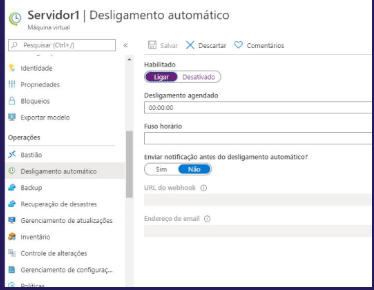 Servidor1 | Desligamento automático
Máquina virtual
Pesquisar (Ctrl+/)
«
Salvar
Descartar
Comentários
Identidade
Propriedades
Bloqueios
Exportar modelo
Operações
Bastião
Desligamento automático
Backup
Recuperação de desastres
Gerenciamento de atualizações
Inventário
Controle de alterações
Gerenciamento de configuraç...
Políticas
Habilitado
Ligar Desativado
Desligamento agendado
00:00:00
Fuso horário
Enviar notificação antes do desligamento automático?
Sim Não
URL do webhook
Endereço de email